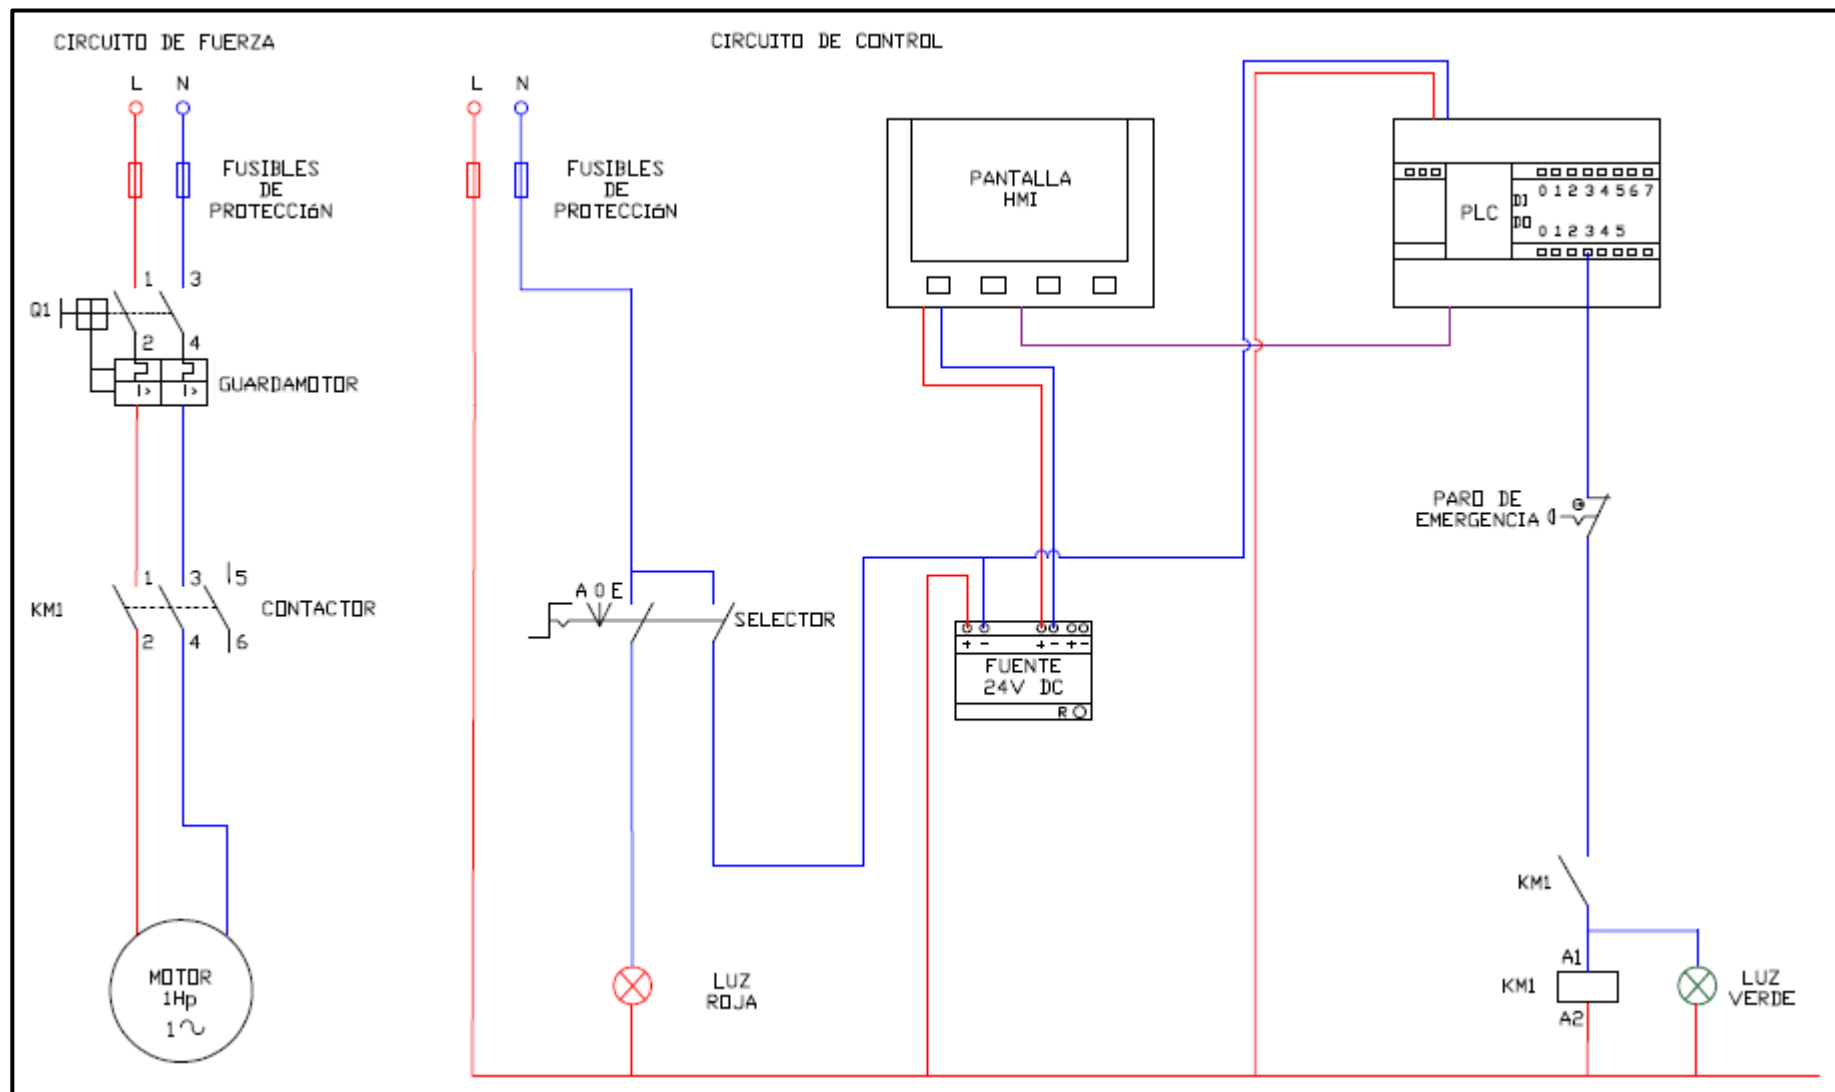 CIRCUITO DE FUERZA
CIRCUITO DE CONTROL
L N
L N
FUSIBLES
DE
PROTECCIóN
FUSIBLES
DE
PROTECCIóN
PANTALLA
HMI
PLC
DI
0 1 2 3 4 5 6 7
DO
0 1 2 3 4 5
1 3
Q1
2 4
I> I>
GUARDAMOTOR
PARO DE
EMERGENCIA
1 3 5
KM1
CONTACTOR
2 4 6
A 0 E
SELECTOR
+ - + - + -
FUENTE
24V DC
R
KM1
MOTOR
1Hp
1
LUZ
ROJA
A1
KM1
A2
LUZ
VERDE